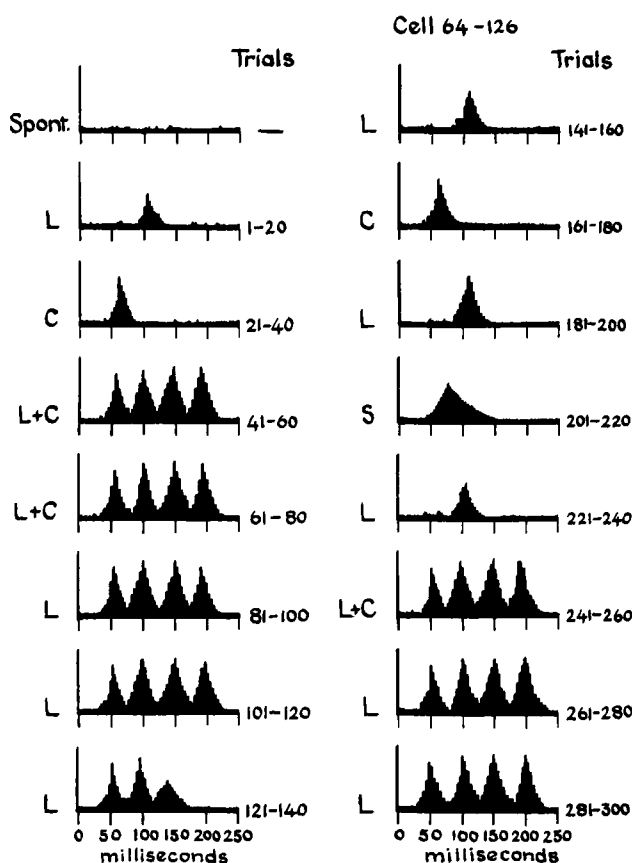 Cell 64-126
Trials
Spont. —
L 1-20
C 21-40
L+C 41-60
L+C 61-80
L 81-100
L 101-120
L 121-140
0 50 100 150 200 250
milliseconds
Trials
L 141-160
C 161-180
L 181-200
S 201-220
L 221-240
L+C 241-260
L 261-280
L 281-300
0 50 100 150 200 250
milliseconds